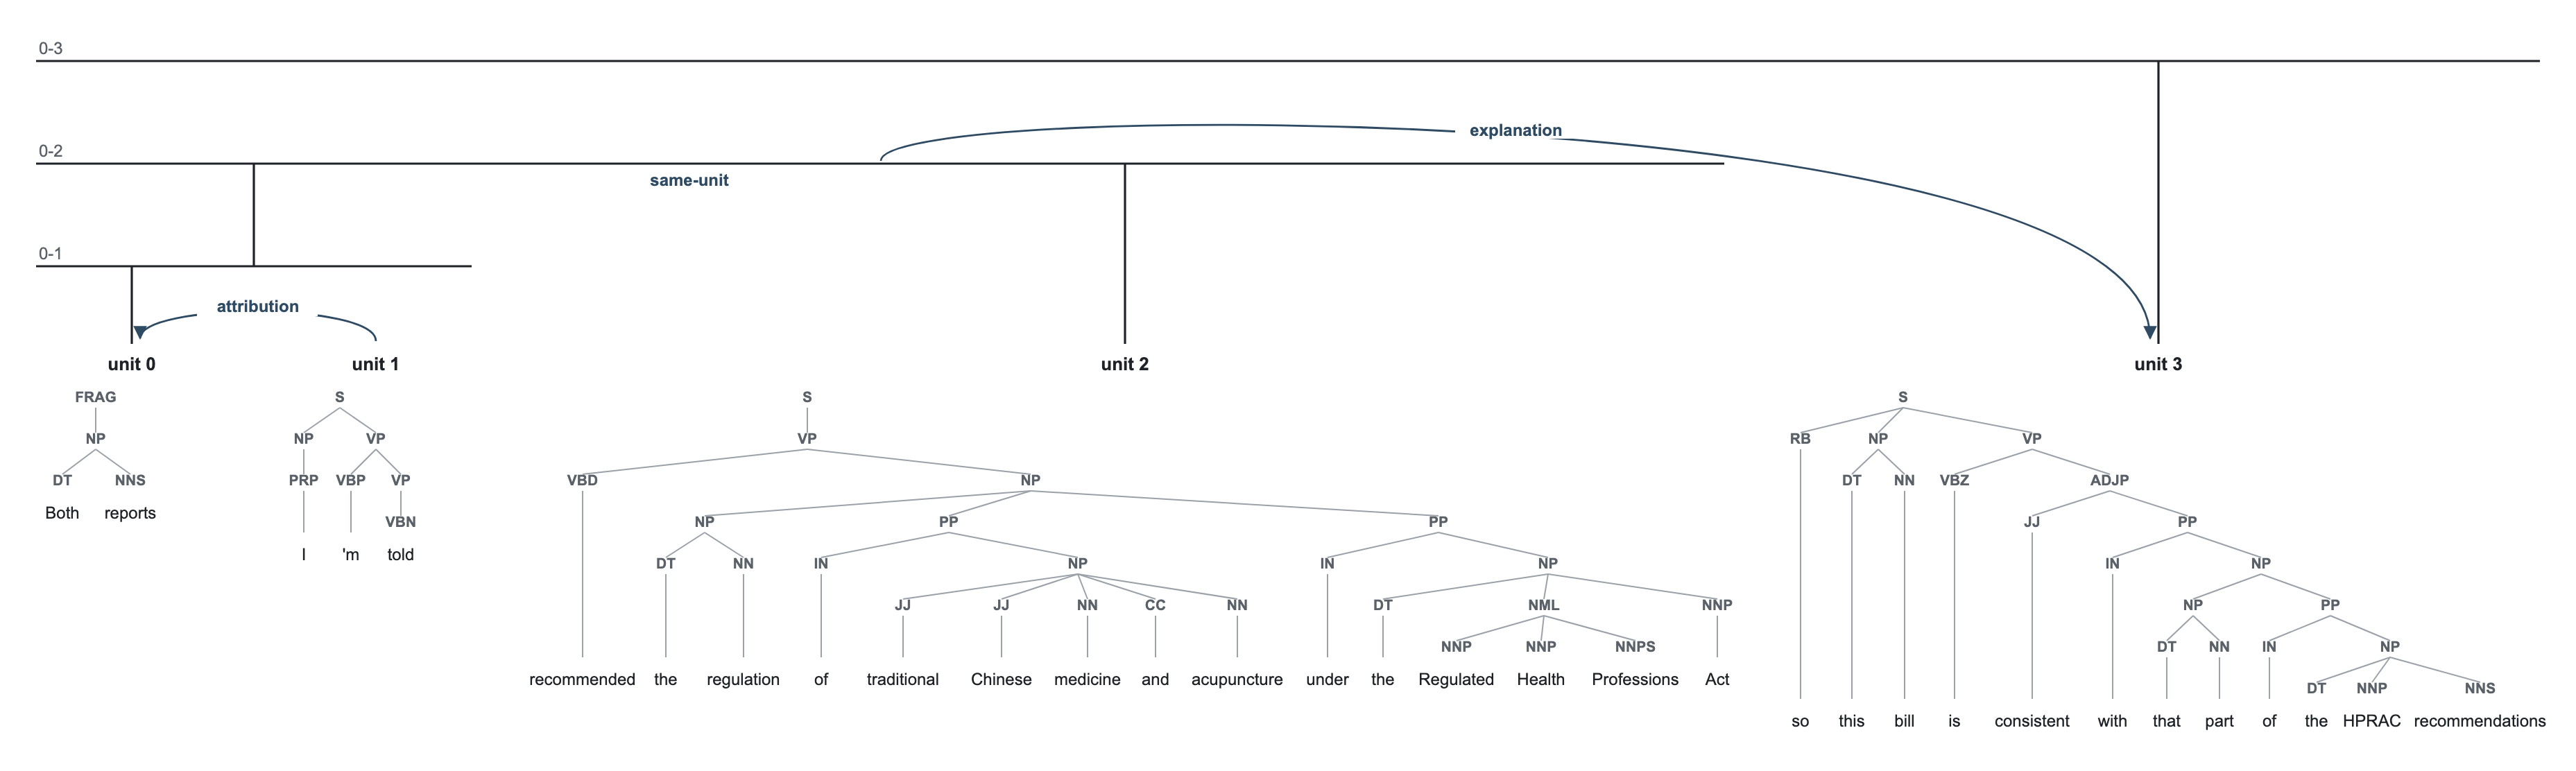 0-3
explanation
0-2
same-unit
0-1
attribution
unit 0 unit 1 unit 2 unit 3
FRAG S S S
NP NP VP VP RB NP VP
DT NNS PRP VBP VP VBD NP DT NN VBZ ADJP
Both reports VBN NP PP PP JJ PP
I 'm told DT NN IN NP IN NP IN NP
JJ JJ NN CC NN DT NML NNP NP PP
NNP NNP NNPS DT NN IN NP
recommended the regulation of traditional Chinese medicine and acupuncture under the Regulated Health Professions Act DT NNP NNS
so this bill is consistent with that part of the HPRAC recommendations